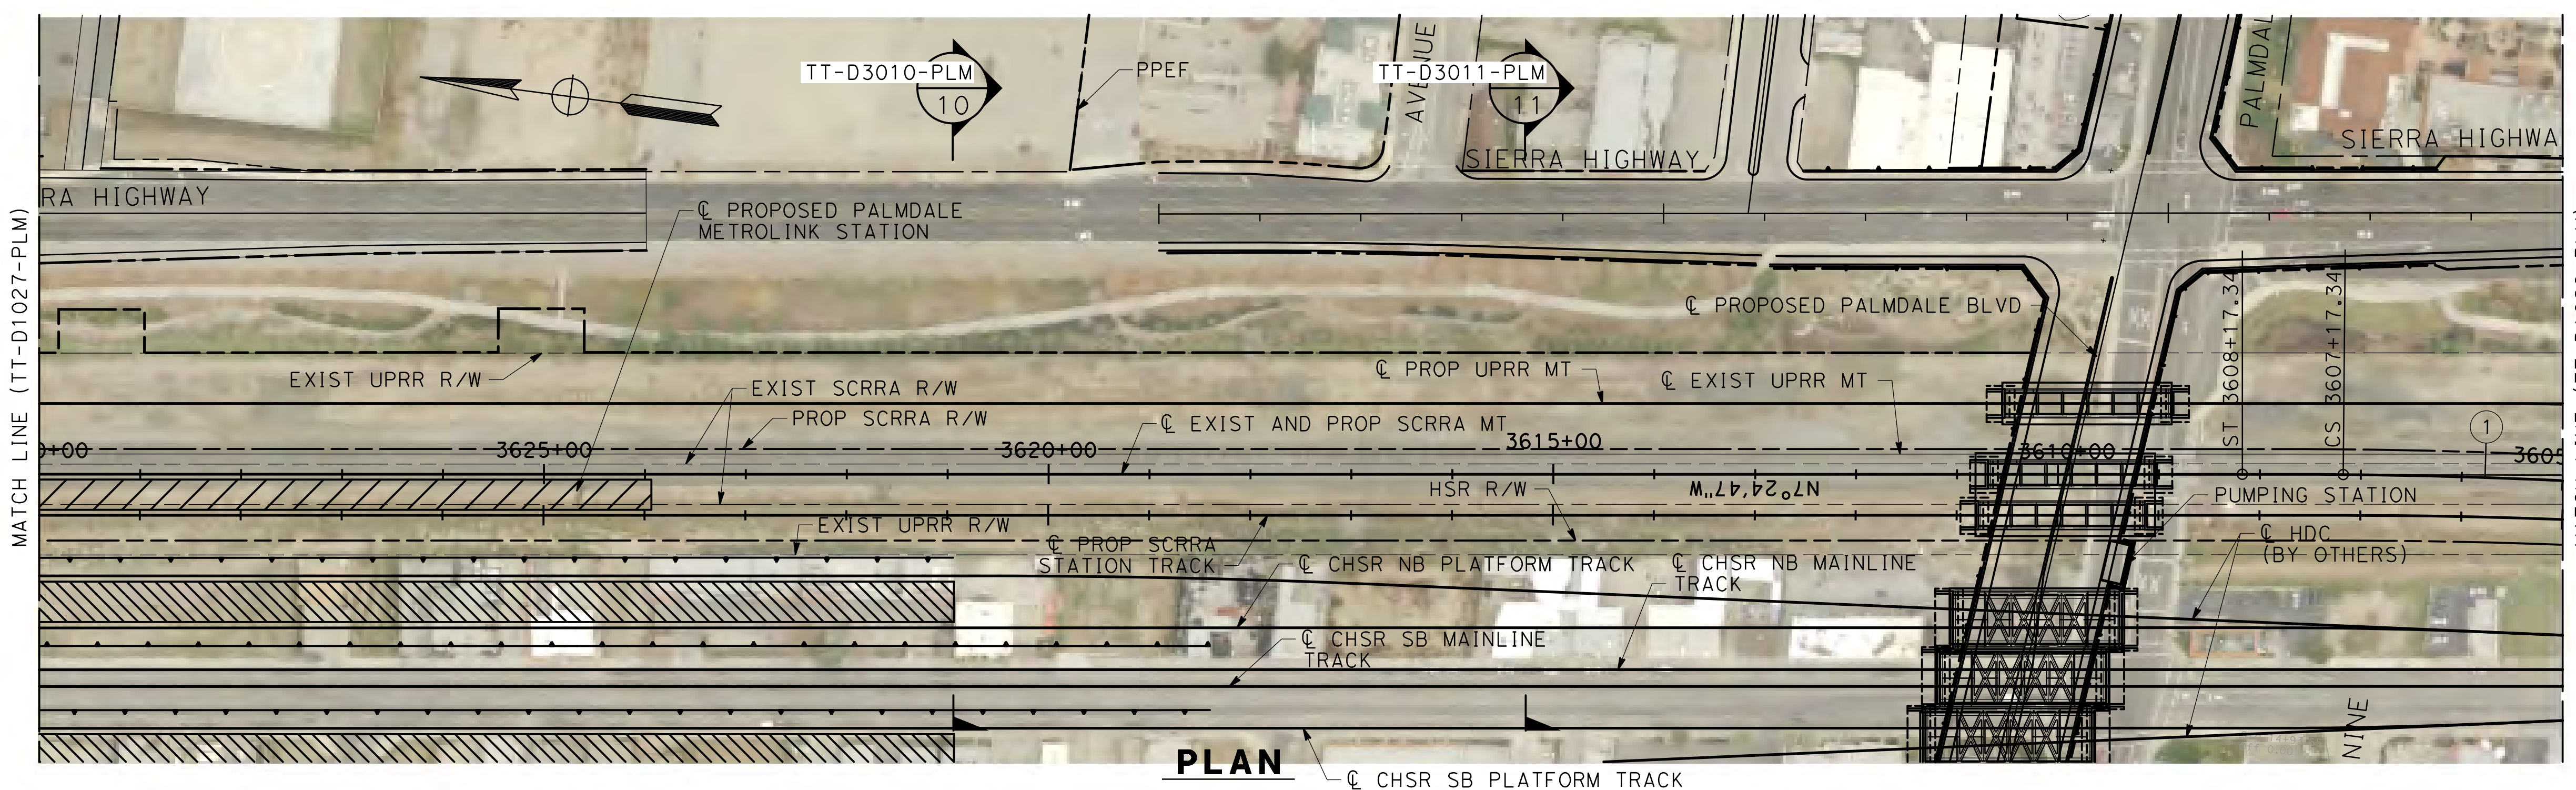 MATCH LINE (TT-D1027-PLM)
TT-D3010-PLM
10
PPEF
TT-D3011-PLM
11
AVENUE
PALMDAL
SIERRA HIGHWAY
SIERRA HIGHWA
RA HIGHWAY
℄ PROPOSED PALMDALE
METROLINK STATION
℄ PROPOSED PALMDALE BLVD
ST 3608+17.34
CS 3607+17.34
EXIST UPRR R/W
EXIST SCRRA R/W
℄ PROP UPRR MT
℄ EXIST UPRR MT
PROP SCRRA R/W
℄ EXIST AND PROP SCRRA MT
1
0+00
3625+00
3620+00
3615+00
3610+00
3605
HSR R/W
N7°24'47"W
PUMPING STATION
EXIST UPRR R/W
℄ PROP SCRRA
STATION TRACK
℄ HDC
(BY OTHERS)
℄ CHSR NB PLATFORM TRACK
℄ CHSR NB MAINLINE
TRACK
℄ CHSR SB MAINLINE
TRACK
NINE
PLAN
℄ CHSR SB PLATFORM TRACK